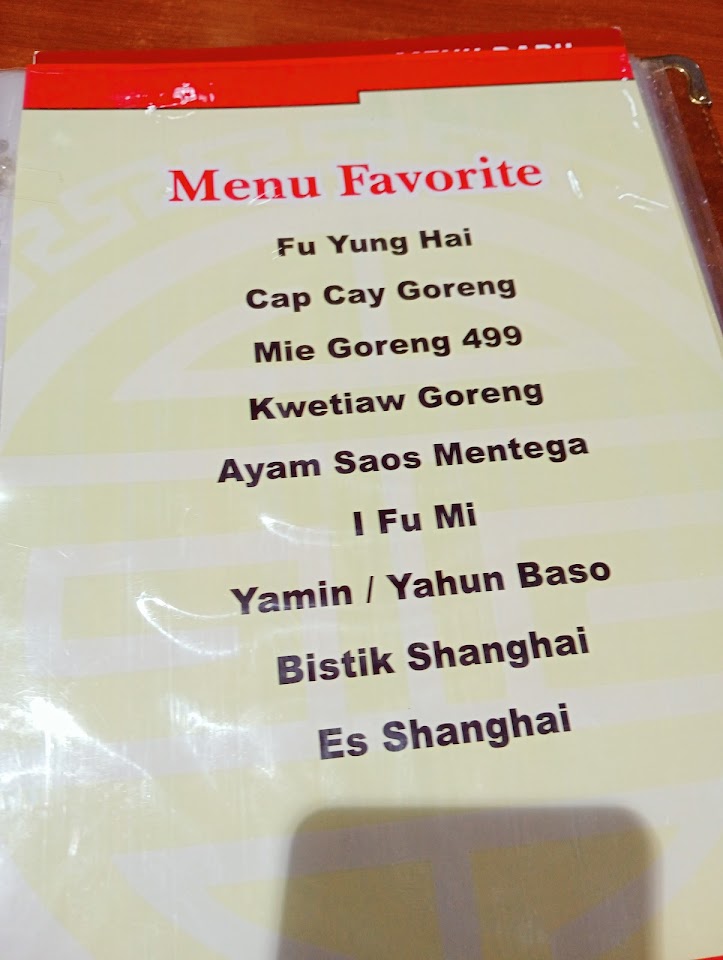 Menu Favorite
Fu Yung Hai
Cap Cay Goreng
Mie Goreng 499
Kwetiaw Goreng
Ayam Saos Mentega
I Fu Mi
Yamin / Yahun Baso
Bistik Shanghai
Es Shanghai